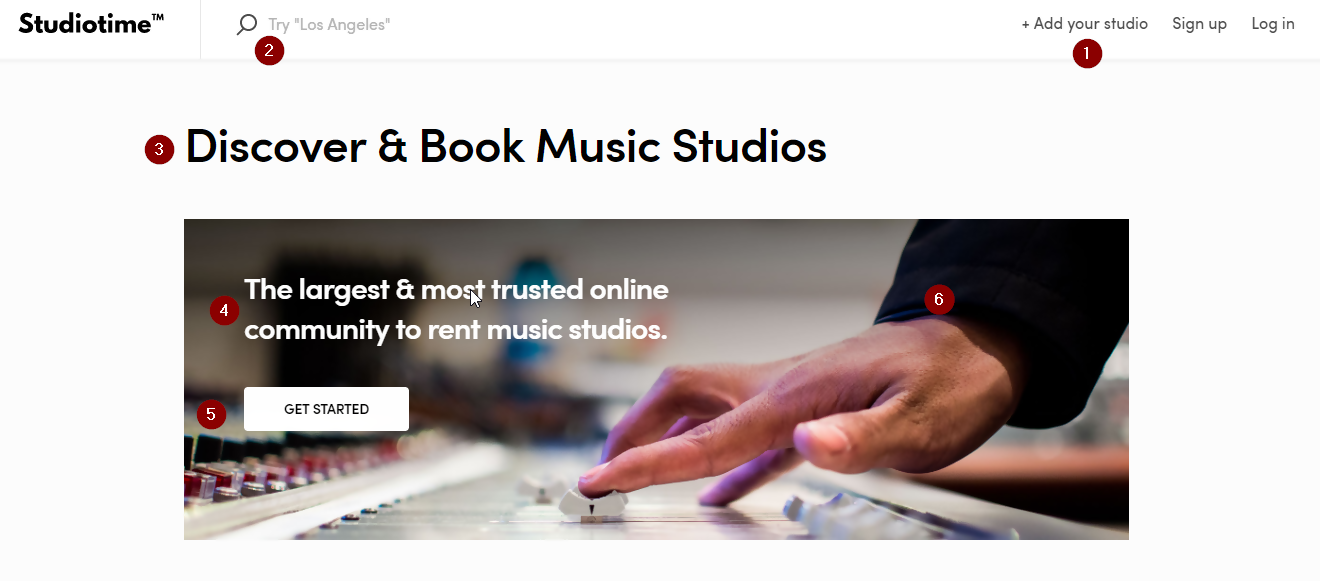 Studiotime™
Try "Los Angeles"
+ Add your studio
Sign up
Log in
2
1
3
Discover & Book Music Studios
The largest & most trusted online
4
community to rent music studios.
6
5
GET STARTED